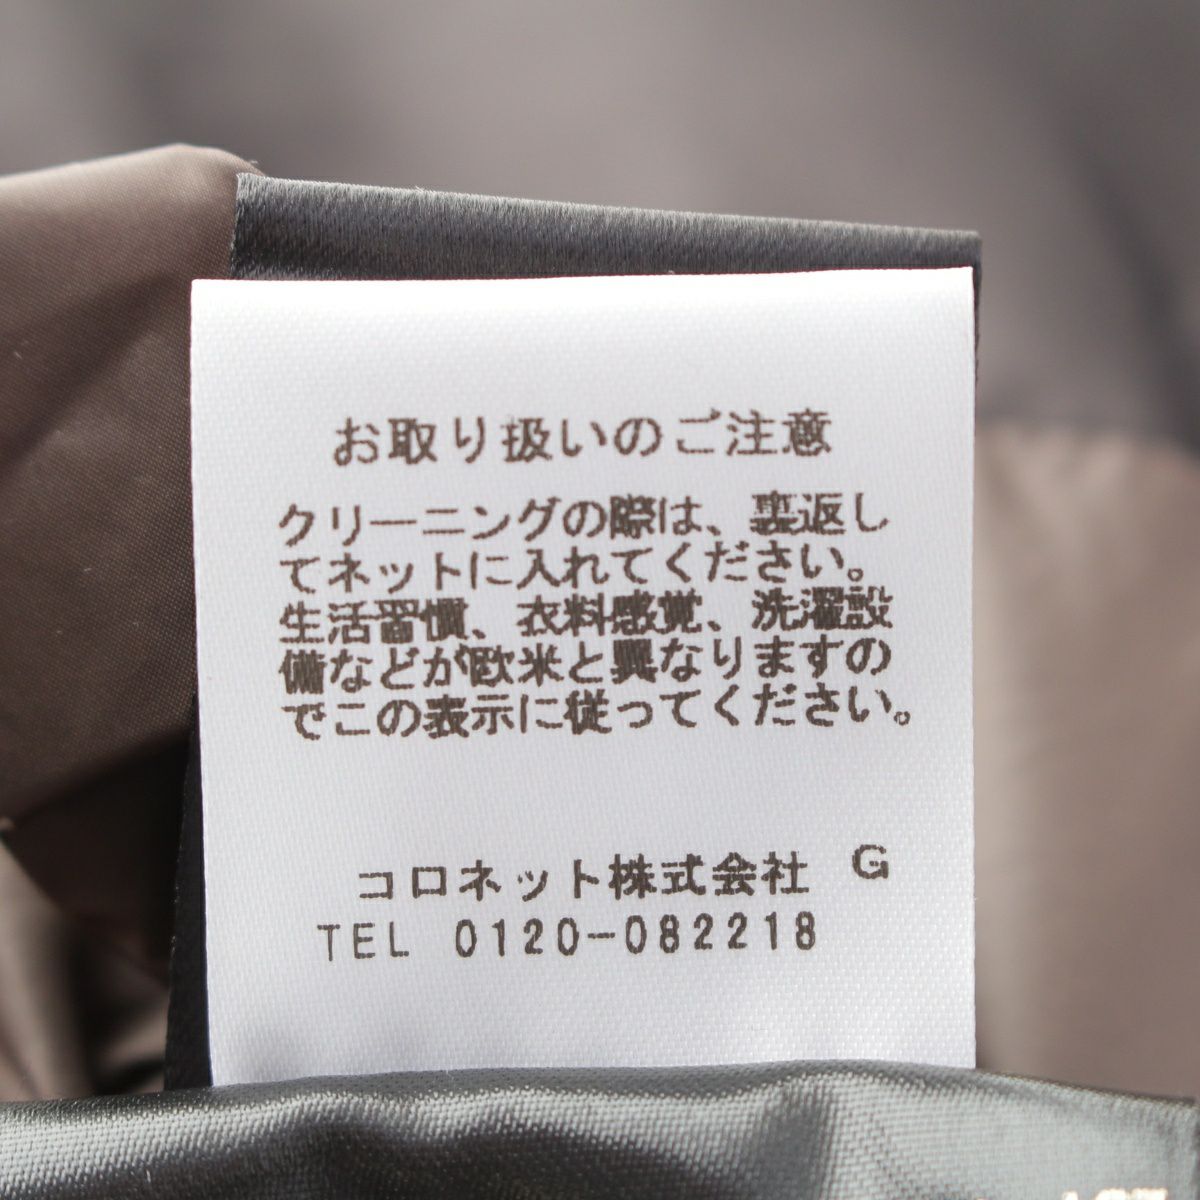 お取り扱いのご注意
クリーニングの際は、裏返し
てネットに入れてください。
生活習慣、衣料感覚、洗濯設
備などが欧米と異なりますの
でこの表示に従ってください。
コロネット株式会社 G
TEL 0120-082218